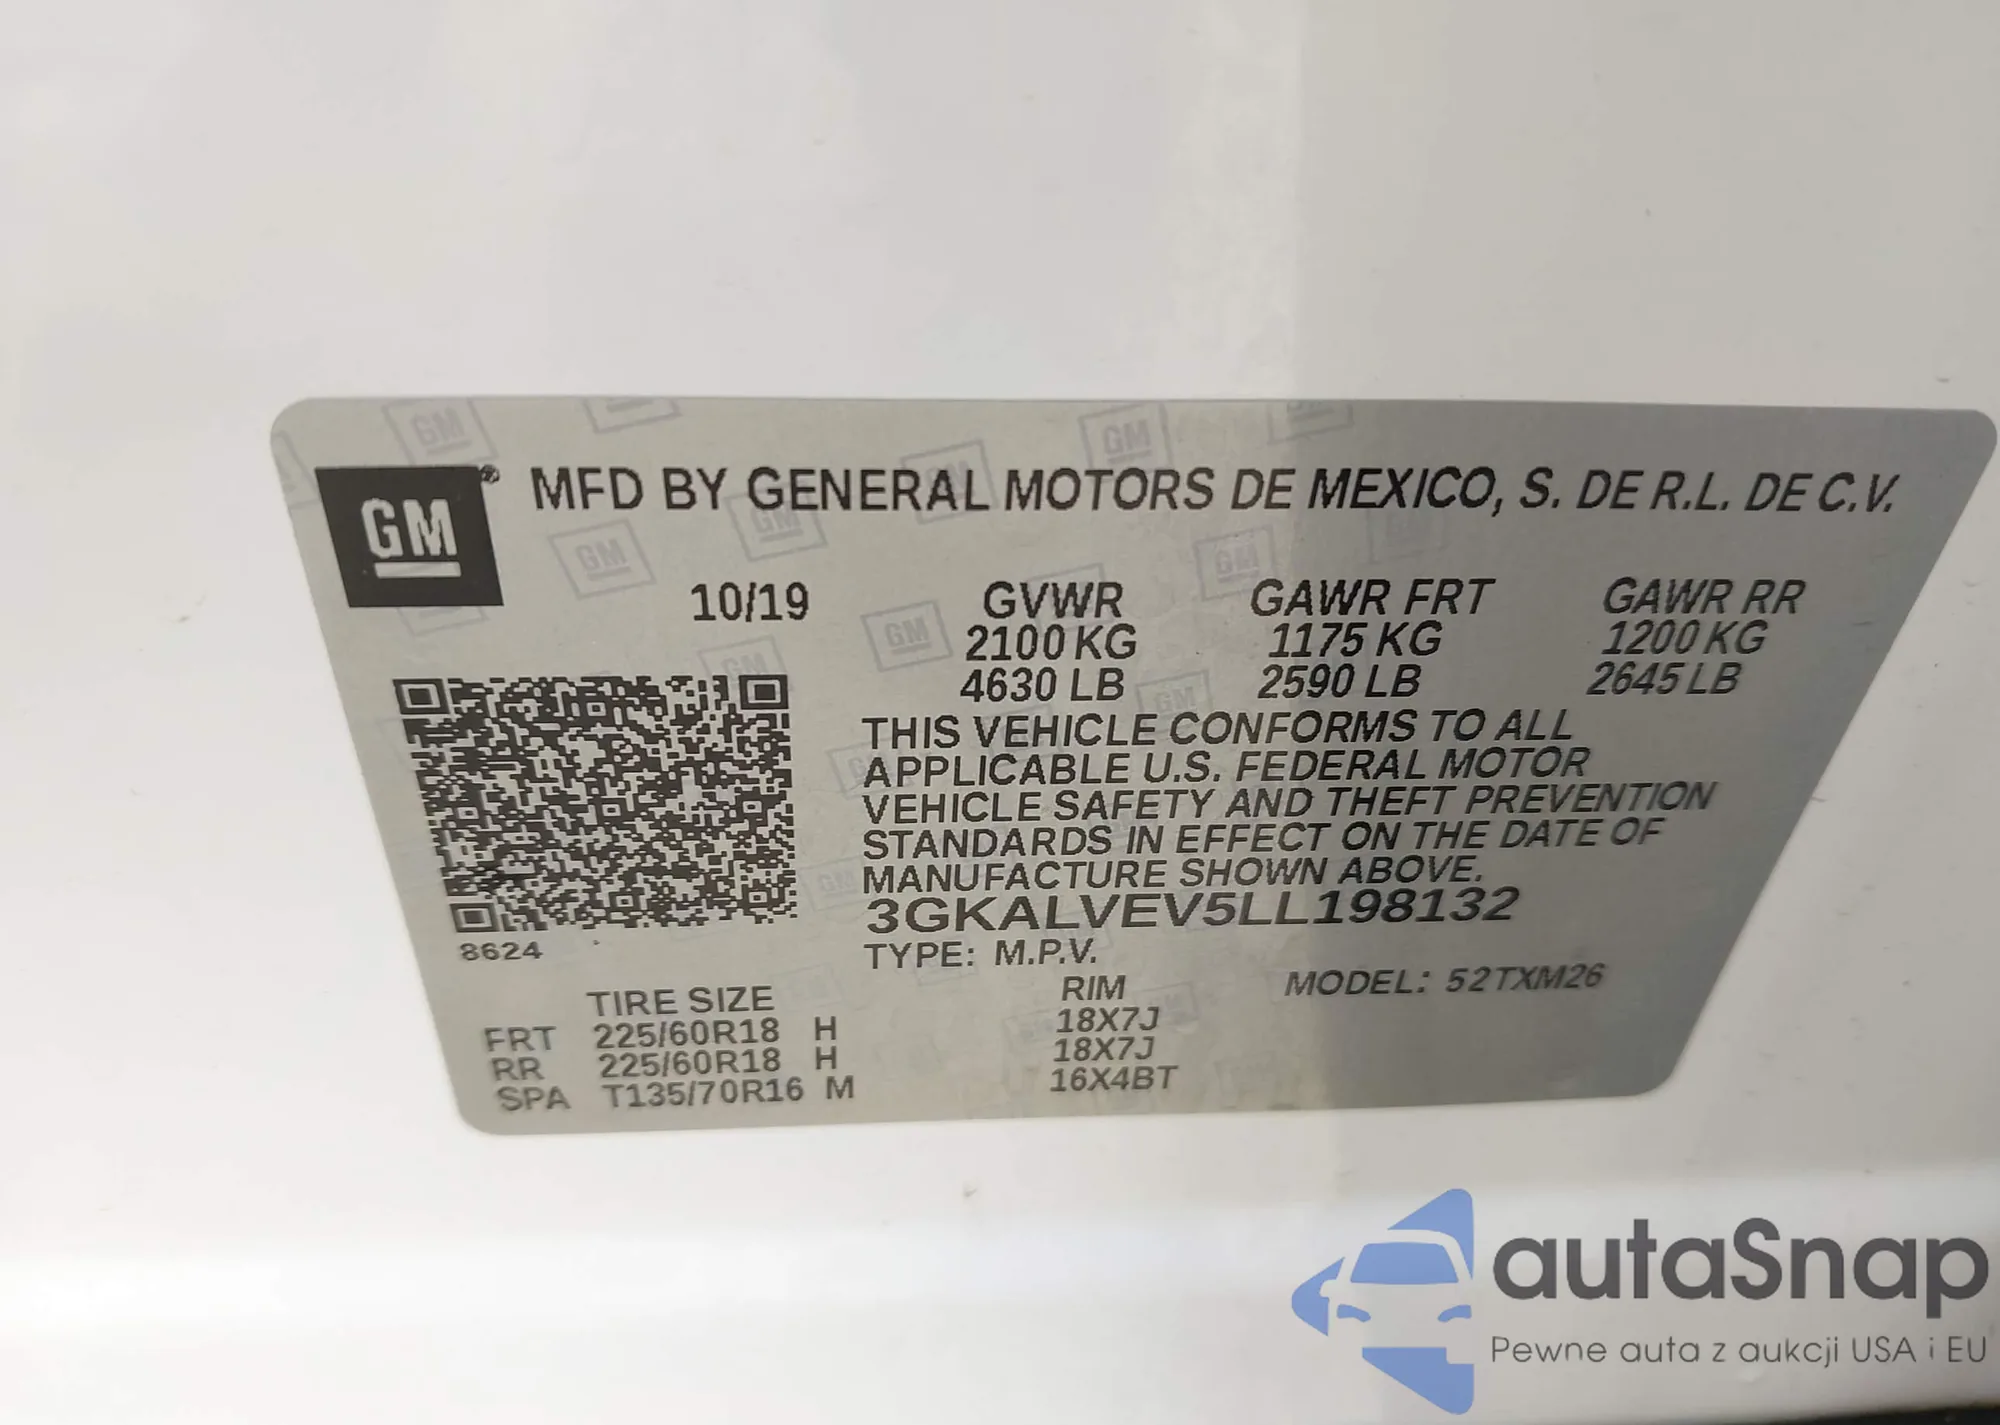 GM
MFD BY GENERAL MOTORS DE MEXICO, S. DE R.L. DE C.V.
10/19 GVWR GAWR FRT GAWR RR
2100 KG 1175 KG 1200 KG
4630 LB 2590 LB 2645 LB
THIS VEHICLE CONFORMS TO ALL
APPLICABLE U.S. FEDERAL MOTOR
VEHICLE SAFETY AND THEFT PREVENTION
STANDARDS IN EFFECT ON THE DATE OF
MANUFACTURE SHOWN ABOVE.
3GKALVEV5LL198132
8624
TYPE: M.P.V. MODEL: 52TXM26
TIRE SIZE RIM
FRT 225/60R18 H 18X7J
RR 225/60R18 H 18X7J
SPA T135/70R16 M 16X4BT
autaSnap
Pewne auta z aukcji USA i EU